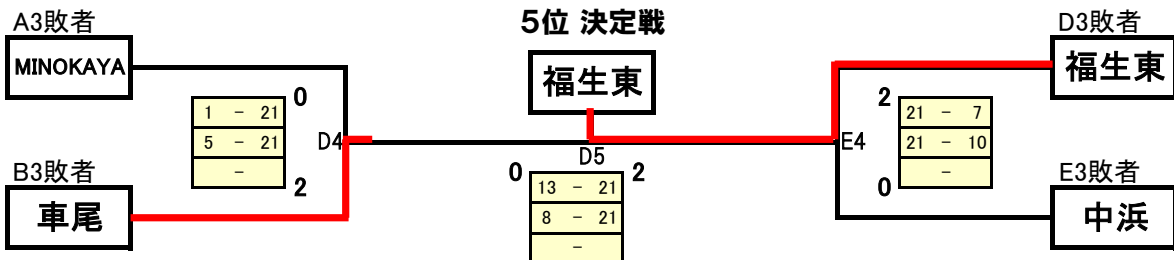 A3敗者
5位 決定戦
D3敗者
MINOKAYA
福生東
福生東
0
1 - 21
5 - 21
-
2
D4
2
21 - 7
21 - 10
-
0
E4
B3敗者
車尾
D5
0
13 - 21
8 - 21
-
2
E3敗者
中浜